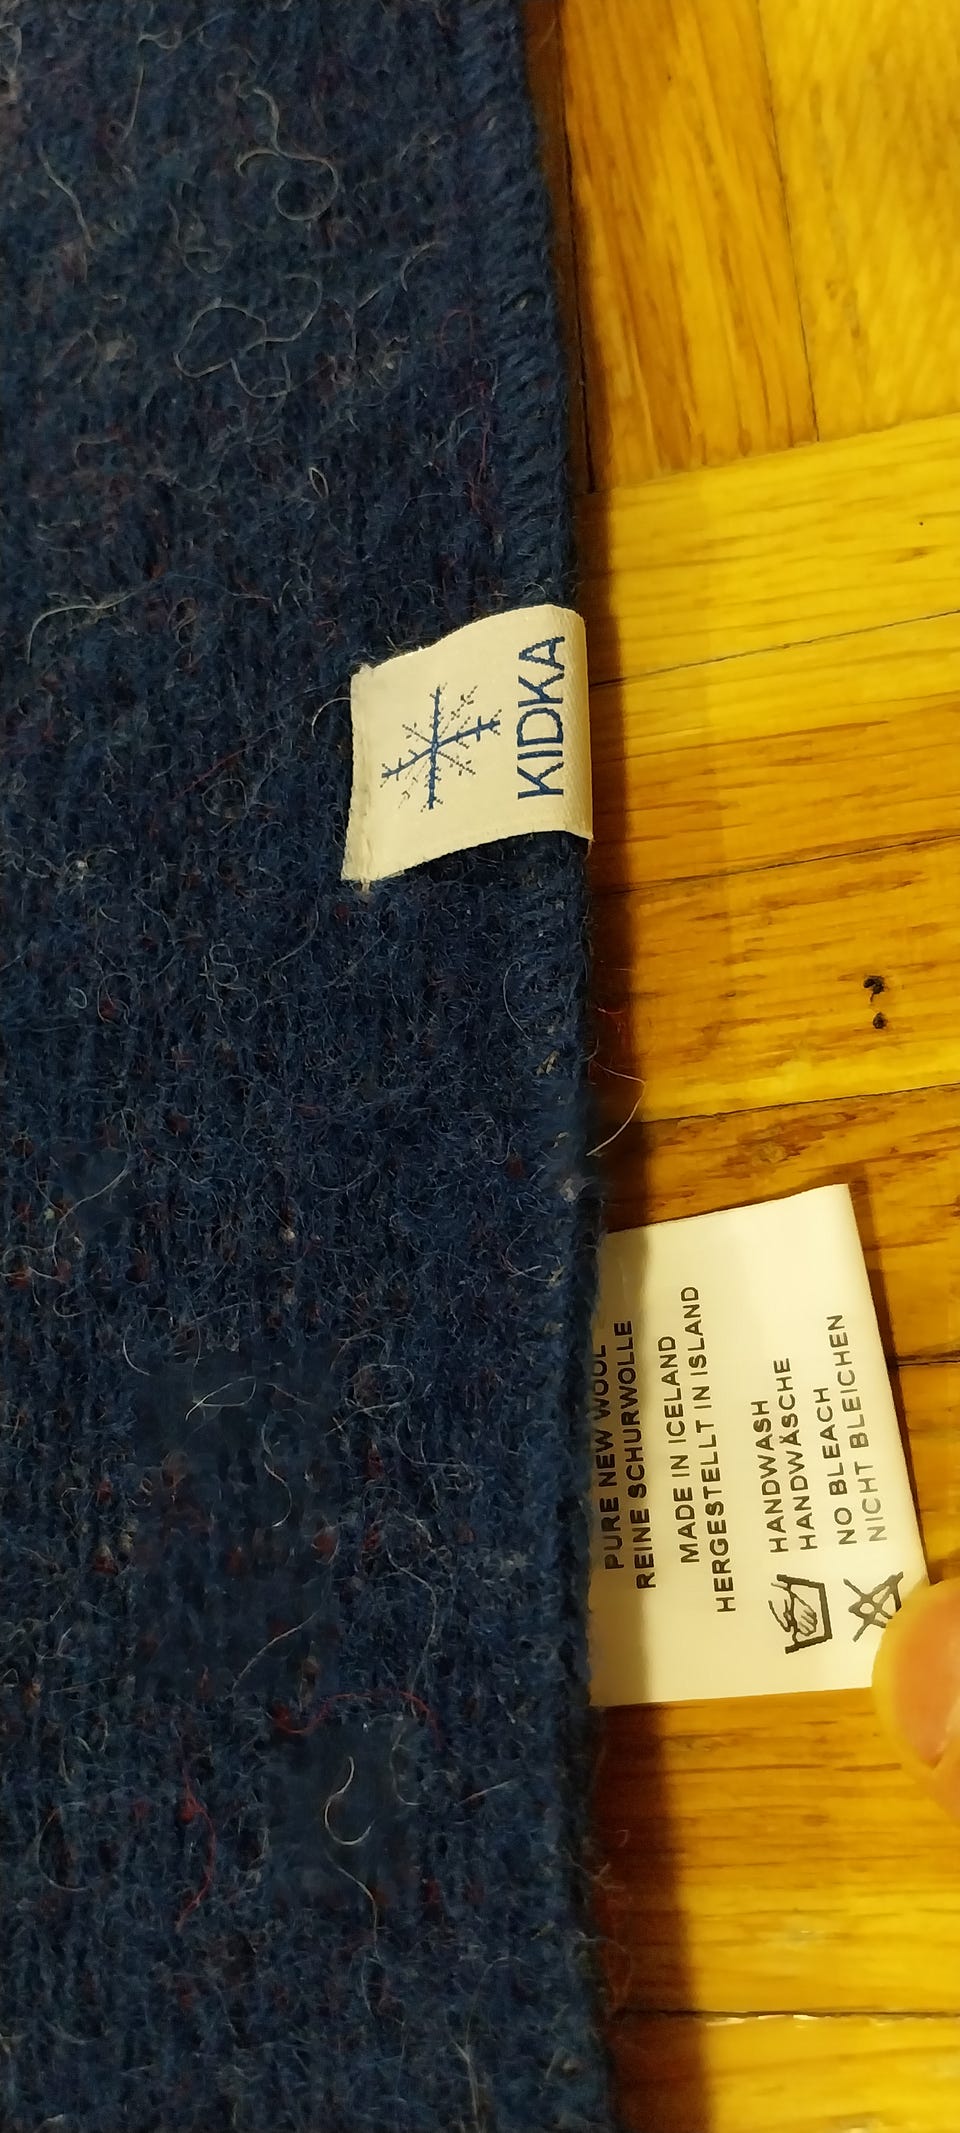 KIDKA
PURE NEW WOOL
REINE SCHURWOLLE
MADE IN ICELAND
HERGESTELLT IN ISLAND
HANDWASH
HANDWÄSCHE
NO BLEACH
NICHT BLEICHEN